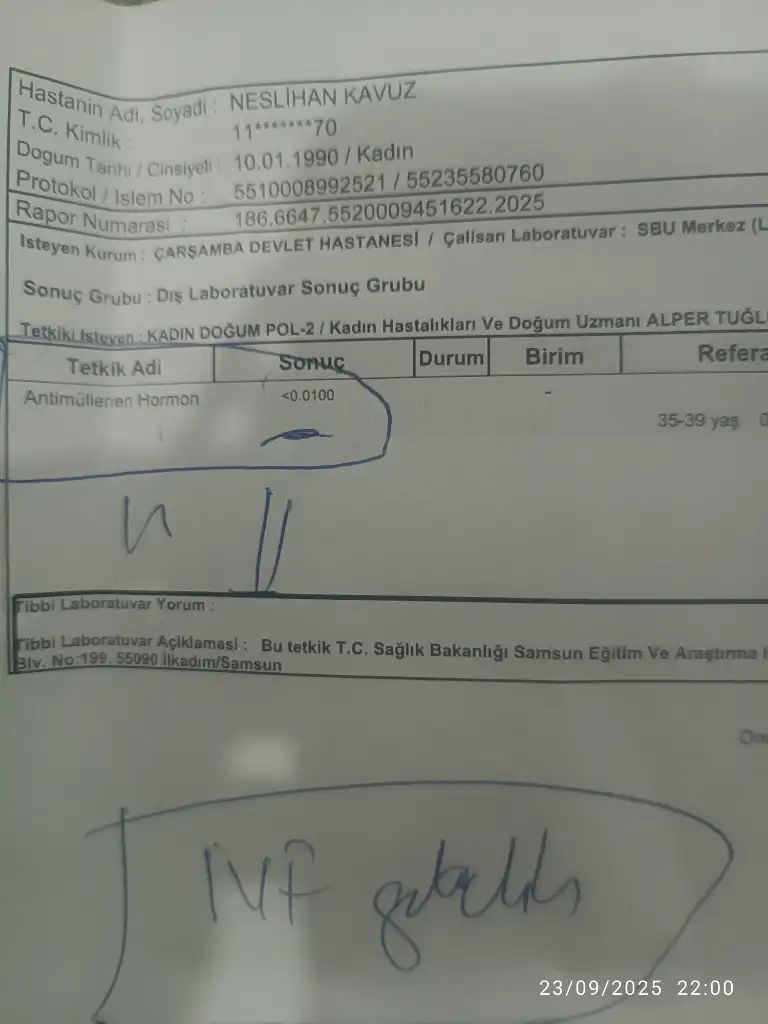 Hastanin Adi, Soyadi : NESLİHAN KAVUZ
T.C. Kimlik : 11*******70
Dogum Tarihi / Cinsiyeti : 10.01.1990 / Kadın
Protokol / Islem No : 5510008992521 / 55235580760
Rapor Numarasi : 186.6647.5520009451622.2025
Isteyen Kurum : ÇARŞAMBA DEVLET HASTANESİ / Çalisan Laboratuvar : SBU Merkez (L
Sonuç Grubu : Dış Laboratuvar Sonuç Grubu
Tetkiki Isteyen : KADIN DOĞUM POL-2 / Kadın Hastalıkları Ve Doğum Uzmanı ALPER TUĞL
Tetkik Adi Sonuç Durum Birim Refera
Antimüllerien Hormon <0.0100 -
35-39 yaş 0
Tibbi Laboratuvar Yorum :
Tibbi Laboratuvar Açiklamasi : Bu tetkik T.C. Sağlık Bakanlığı Samsun Eğitim Ve Araştırma H
Blv. No:199, 55090 İlkadım/Samsun
Ona
IVF
23/09/2025 22:00